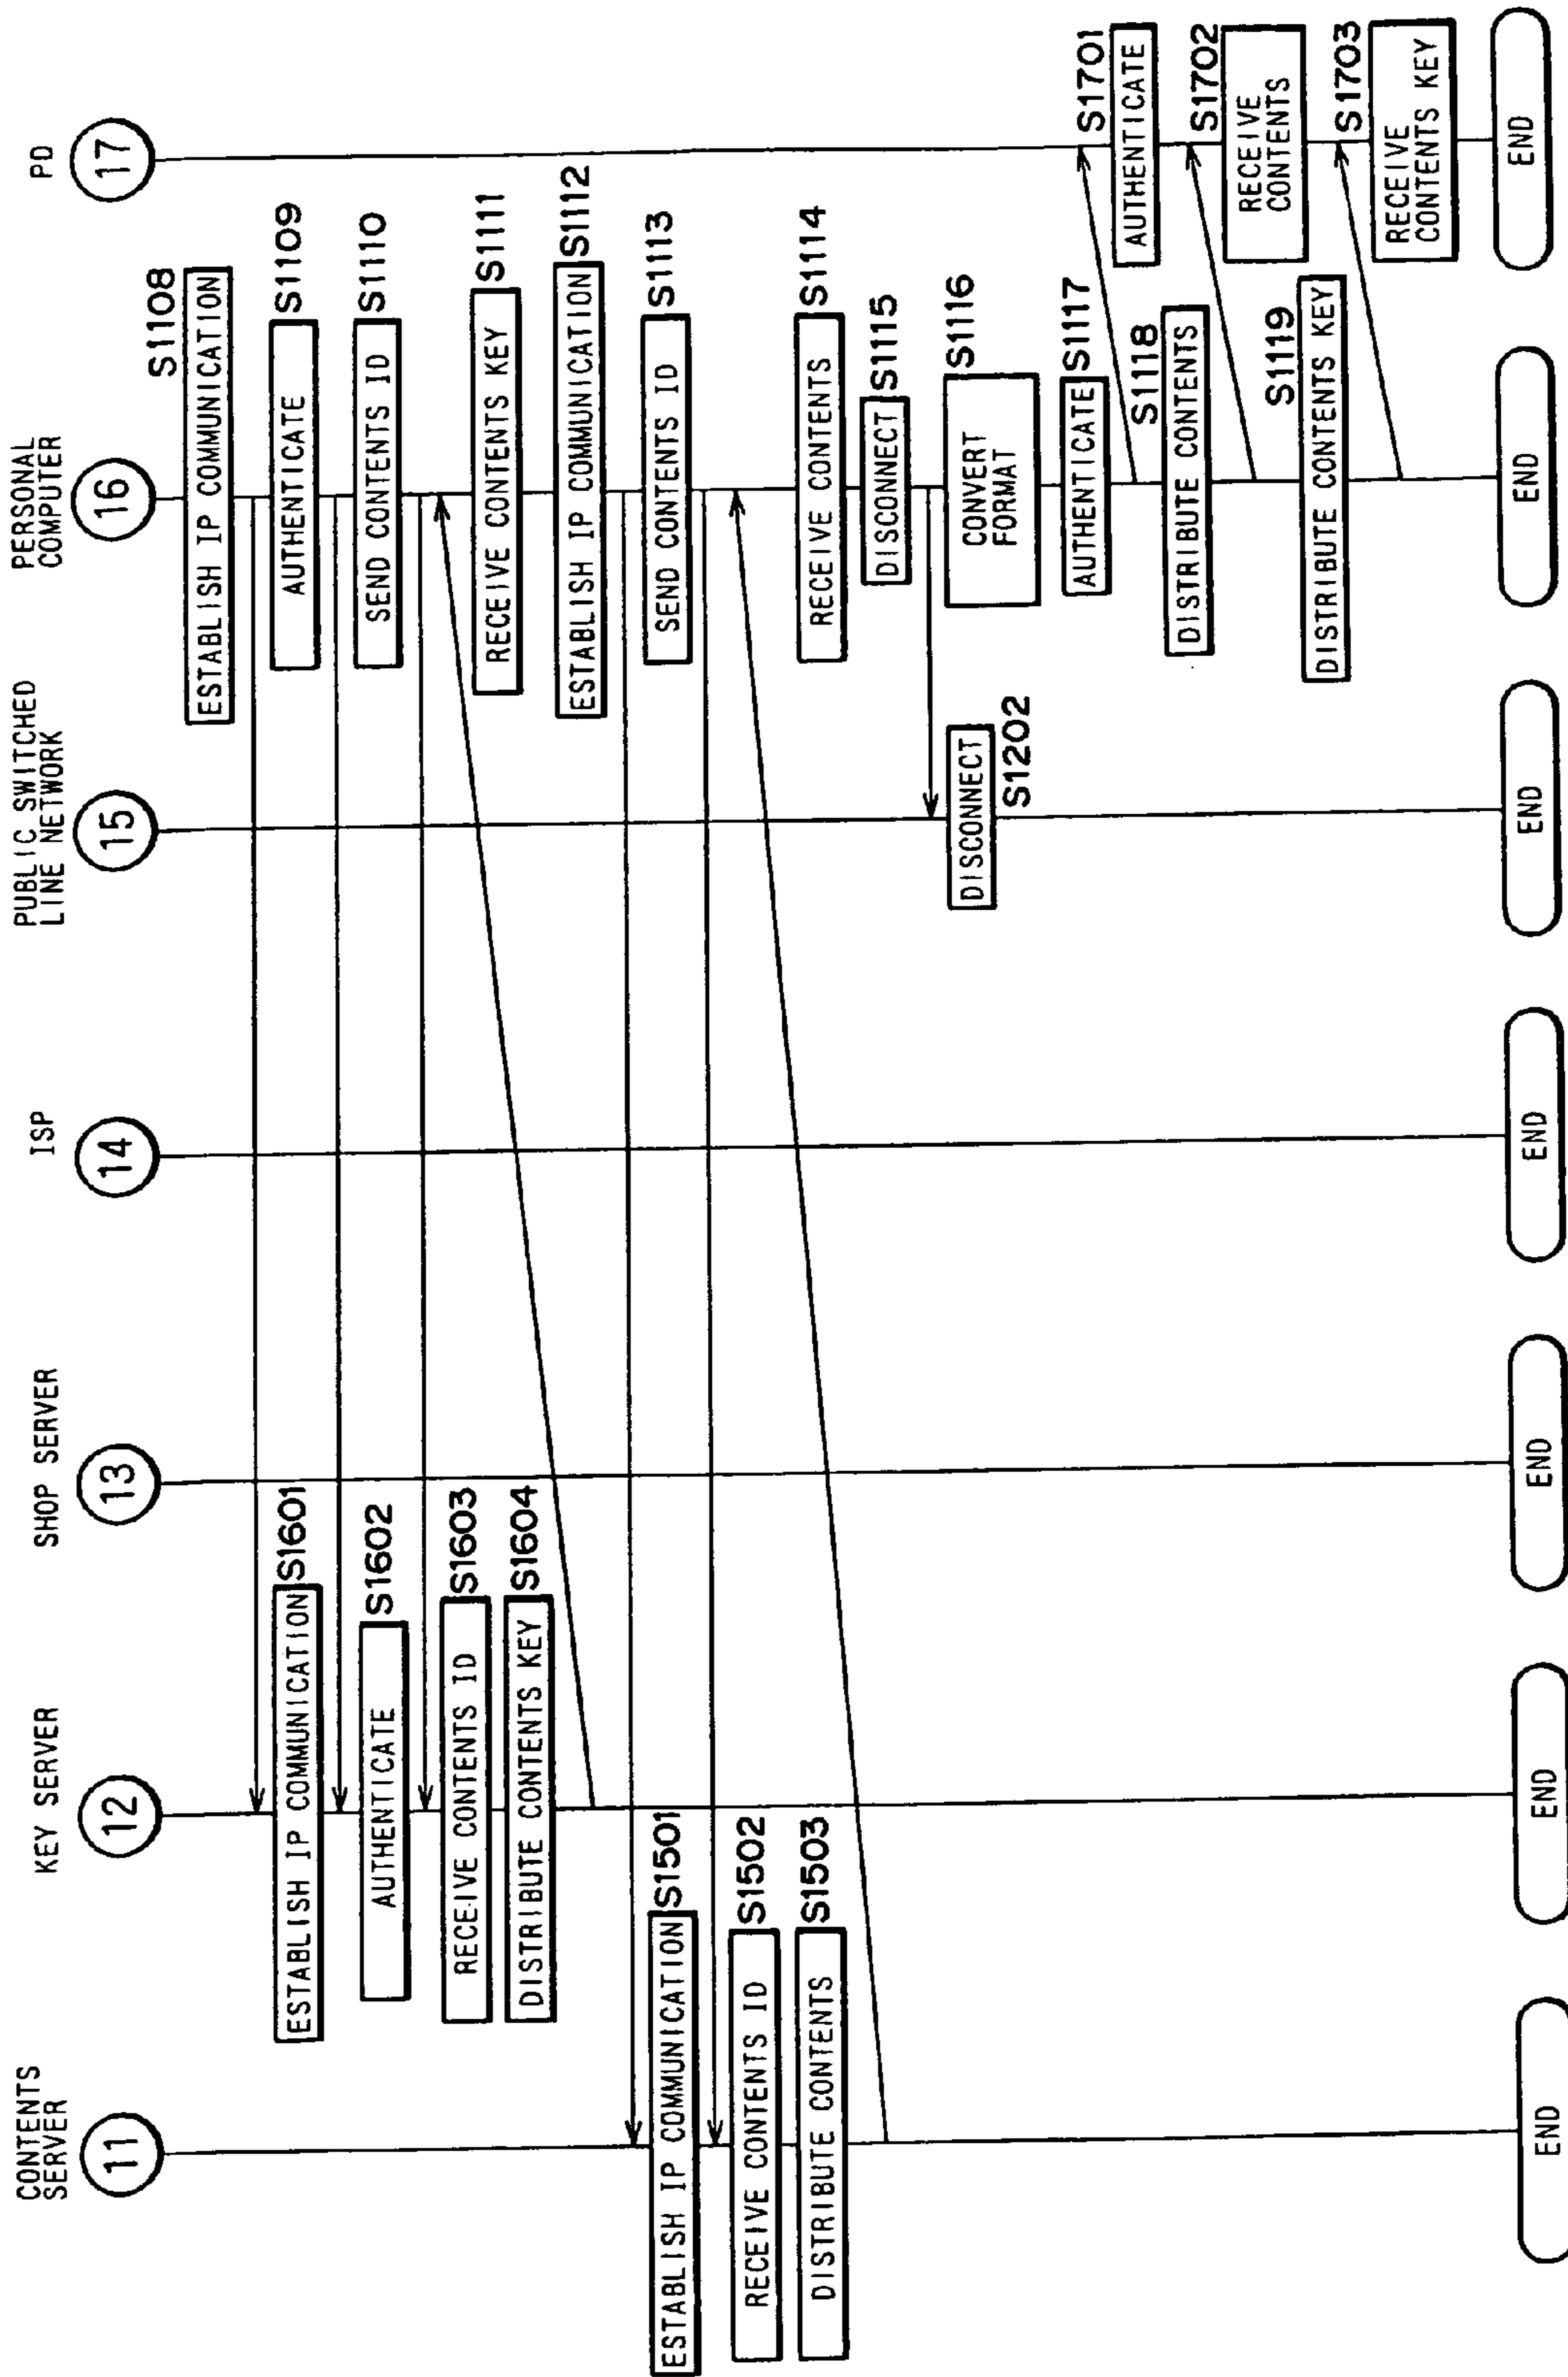 CONTENTS
SERVER
11
KEY SERVER
12
SHOP SERVER
13
ISP
14
PUBLIC SWITCHED
LINE NETWORK
15
PERSONAL
COMPUTER
16
PD
17
S1108
ESTABLISH IP COMMUNICATION
ESTABLISH IP COMMUNICATION
S1601
AUTHENTICATE
S1109
AUTHENTICATE
S1602
SEND CONTENTS ID
S1110
RECEIVE CONTENTS ID
S1603
DISTRIBUTE CONTENTS KEY
S1604
RECEIVE CONTENTS KEY
S1111
ESTABLISH IP COMMUNICATION
S1112
ESTABLISH IP COMMUNICATION
S1501
SEND CONTENTS ID
S1113
RECEIVE CONTENTS ID
S1502
DISTRIBUTE CONTENTS
S1503
RECEIVE CONTENTS
S1114
DISCONNECT
S1115
DISCONNECT
S1202
CONVERT
FORMAT
S1116
AUTHENTICATE
S1117
S1701
AUTHENTICATE
S1118
DISTRIBUTE CONTENTS
S1702
RECEIVE
CONTENTS
S1119
DISTRIBUTE CONTENTS KEY
S1703
RECEIVE
CONTENTS KEY
END
END
END
END
END
END
END